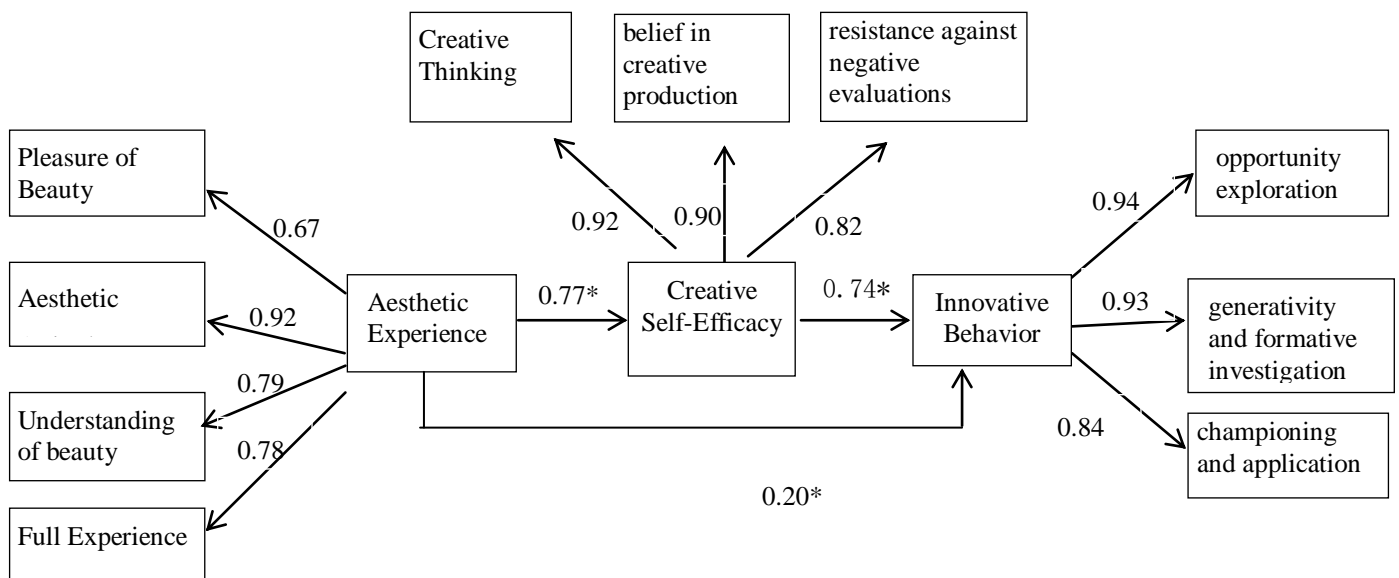 Creative
Thinking
belief in
creative
production
resistance against
negative
evaluations
Pleasure of
Beauty
opportunity
exploration
0.67
0.92
0.90
0.82
0.94
Aesthetic
0.92
Aesthetic
Experience
0.77*
Creative
Self-Efficacy
0.74*
Innovative
Behavior
0.93
generativity
and formative
investigation
0.79
Understanding
of beauty
0.78
0.84
championing
and application
0.20*
Full Experience